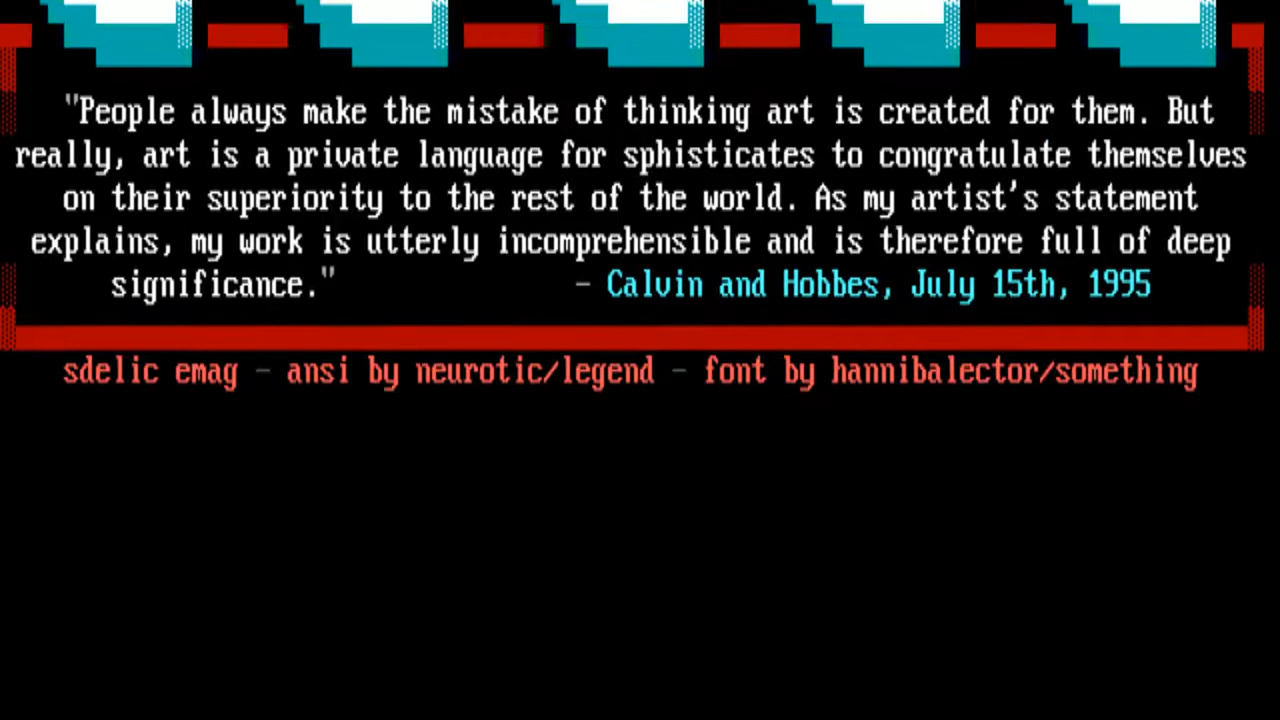 "People always make the mistake of thinking art is created for them. But
really, art is a private language for sphisticates to congratulate themselves
on their superiority to the rest of the world. As my artist's statement
explains, my work is utterly incomprehensible and is therefore full of deep
significance." - Calvin and Hobbes, July 15th, 1995
sdelic emag - ansi by neurotic/legend - font by hannibalector/something